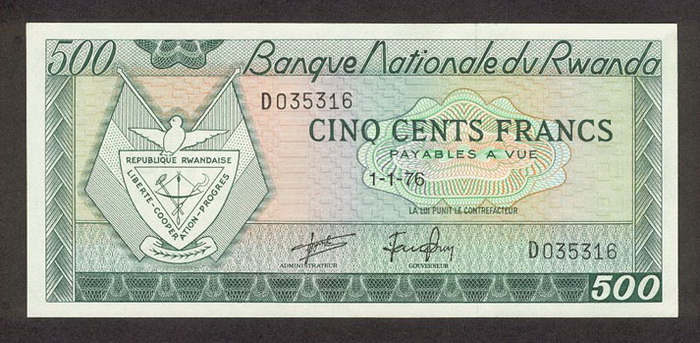 500 Banque Nationale du Rwanda
D035316
CINQ CENTS FRANCS
PAYABLES A VUE
1-1-76
LA LOI PUNIT LE CONTREFACTEUR
REPUBLIQUE RWANDAISE
LIBERTE-COOPERATION-PROGRES
ADMINISTRATEUR
GOUVERNEUR
D035316
500